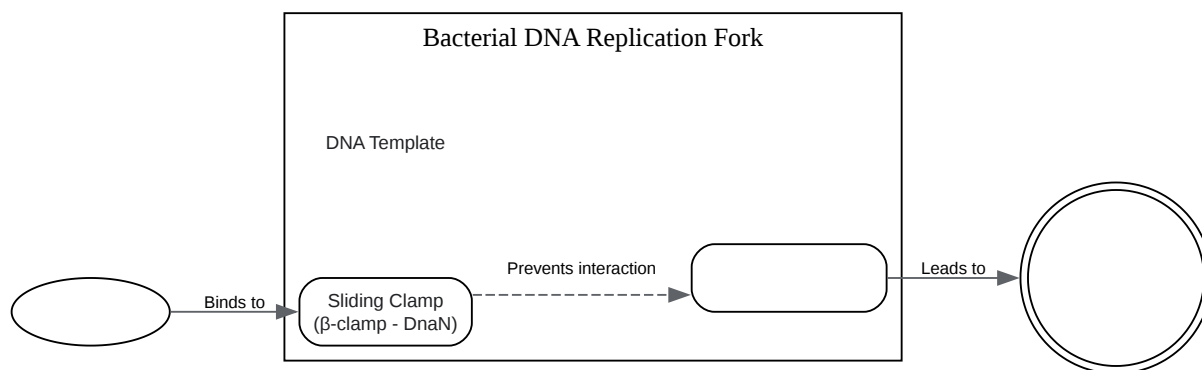 Bacterial DNA Replication Fork
DNA Template
Prevents interaction
Leads to
Binds to
Sliding Clamp
(β-clamp - DnaN)